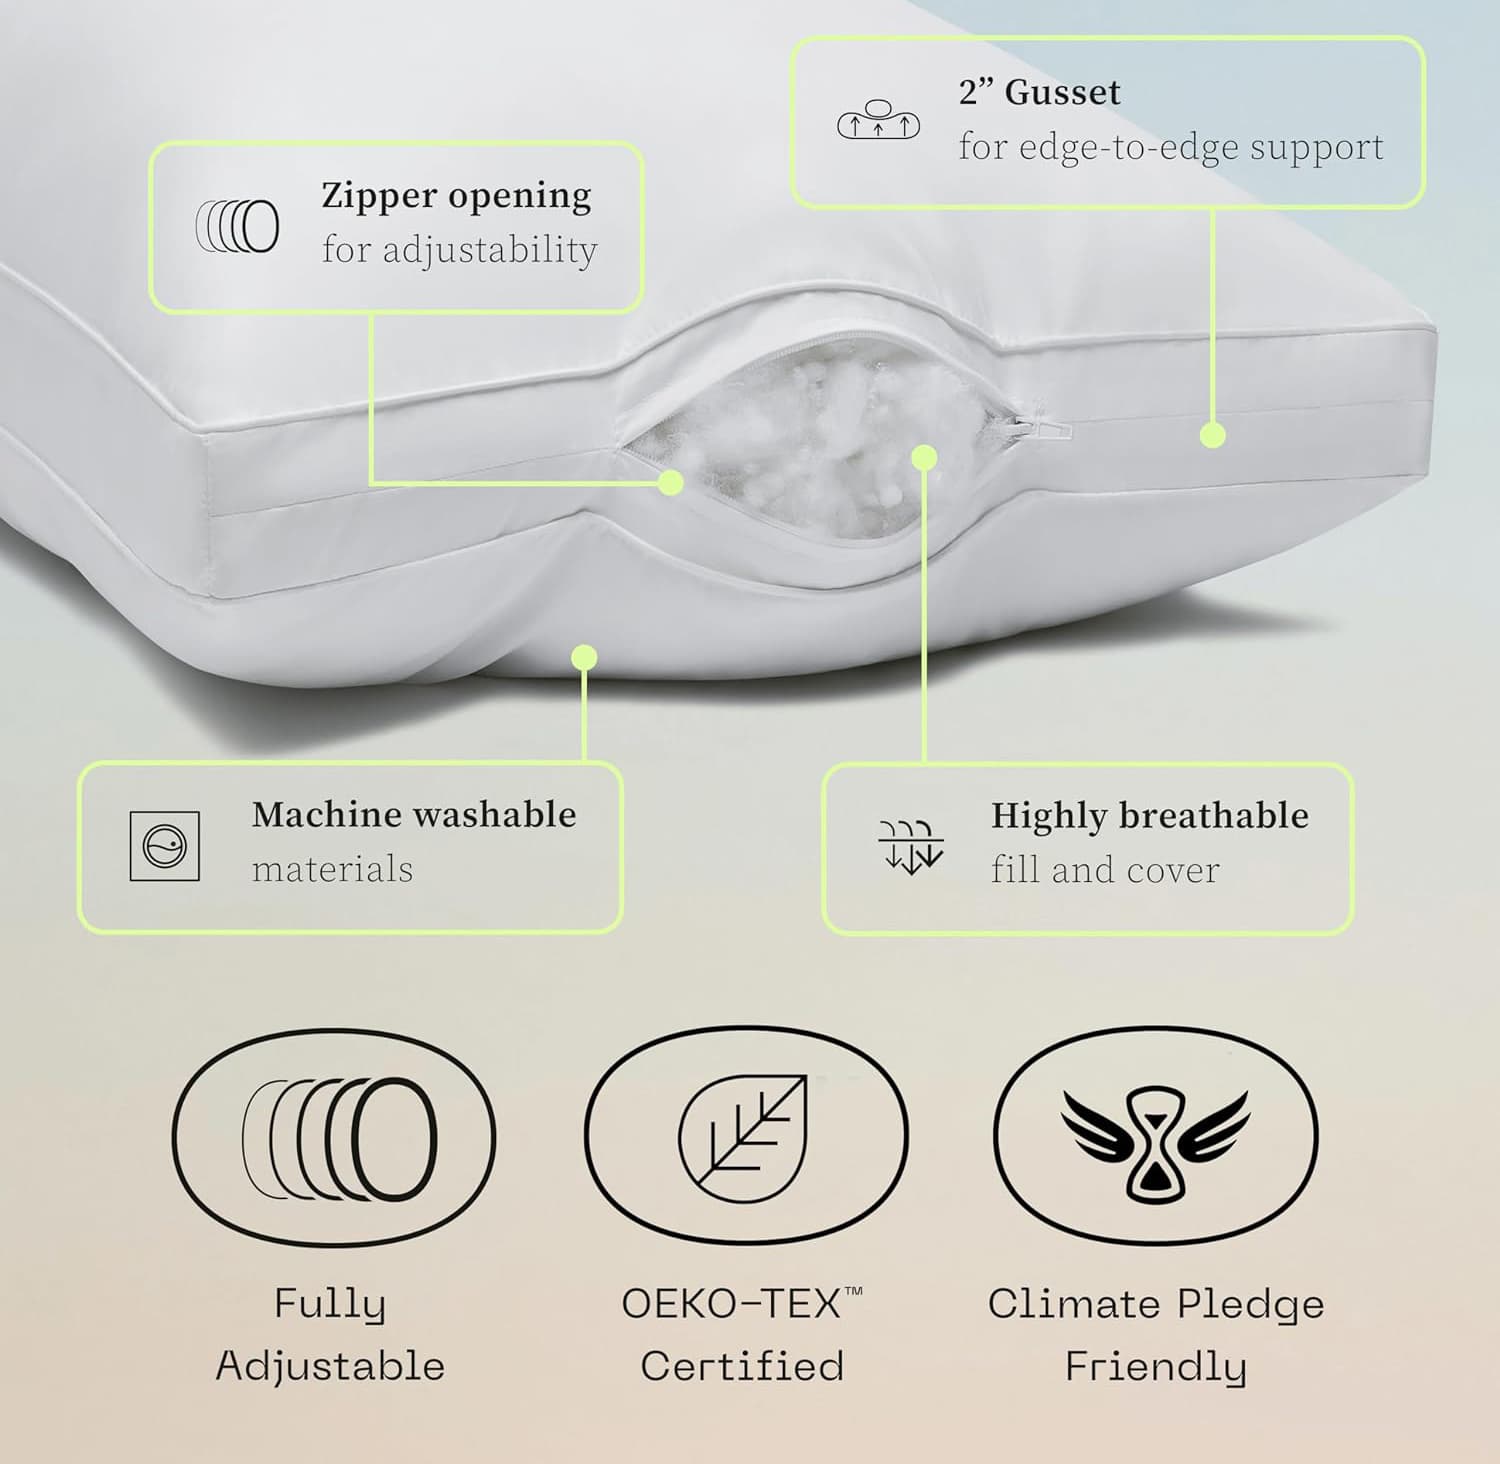 2” Gusset
for edge-to-edge support
Zipper opening
for adjustability
Machine washable
materials
Highly breathable
fill and cover
Fully
Adjustable
OEKO-TEX™
Certified
Climate Pledge
Friendly